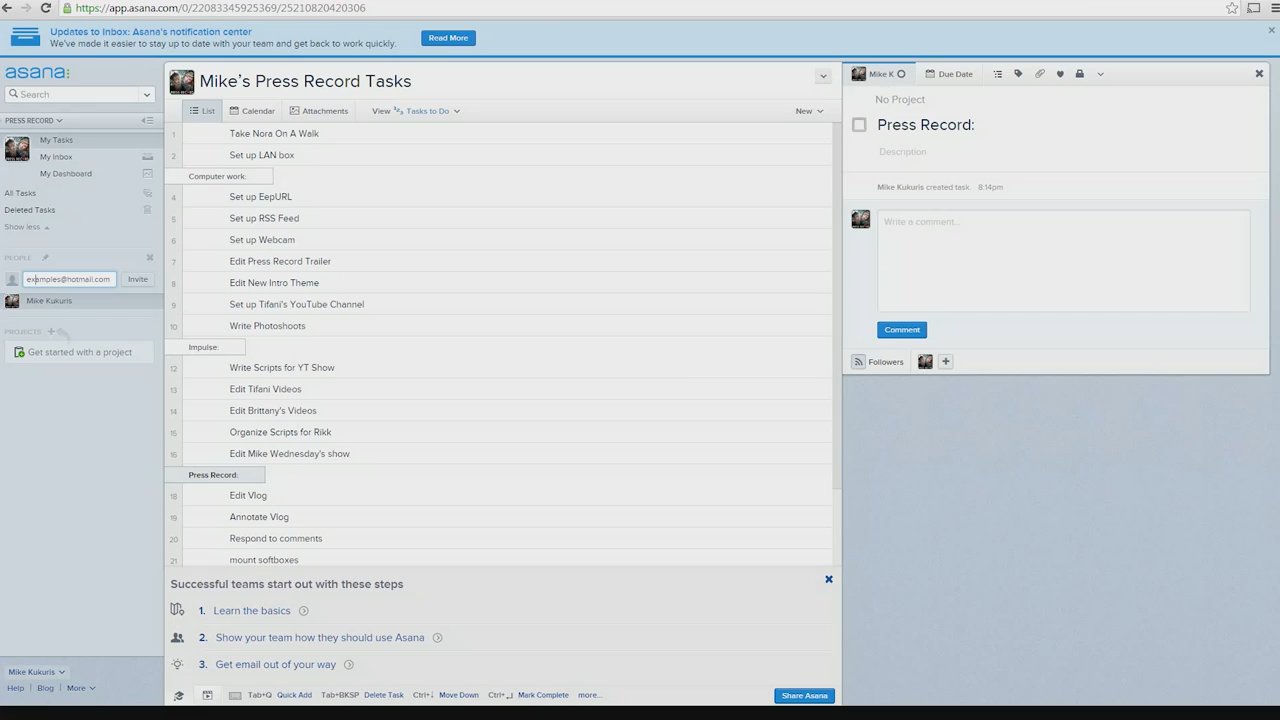 https://app.asana.com/0/22083345925369/25210820420306
Updates to Inbox: Asana's notification center
We've made it easier to stay up to date with your team and get back to work quickly.
Read More
asana:
Search
PRESS RECORD
My Tasks
My Inbox
My Dashboard
All Tasks
Deleted Tasks
Show less
PEOPLE
examples@hotmail.com
Invite
Mike Kukuris
PROJECTS +
Get started with a project
Mike Kukuris
Help Blog More
Mike's Press Record Tasks
List Calendar Attachments View Tasks to Do New
1 Take Nora On A Walk
2 Set up LAN box
Computer work:
4 Set up EepURL
5 Set up RSS Feed
6 Set up Webcam
7 Edit Press Record Trailer
8 Edit New Intro Theme
9 Set up Tifani's YouTube Channel
10 Write Photoshoots
Impulse:
12 Write Scripts for YT Show
13 Edit Tifani Videos
14 Edit Brittany's Videos
15 Organize Scripts for Rikk
16 Edit Mike Wednesday's show
Press Record:
18 Edit Vlog
19 Annotate Vlog
20 Respond to comments
21 mount softboxes
Successful teams start out with these steps
1. Learn the basics
2. Show your team how they should use Asana
3. Get email out of your way
Tab+Q Quick Add Tab+BKSP Delete Task Ctrl+↓ Move Down Ctrl+↵ Mark Complete more...
Share Asana
Mike K Due Date
No Project
Press Record:
Description
Mike Kukuris created task. 8:14pm
Write a comment...
Comment
Followers +